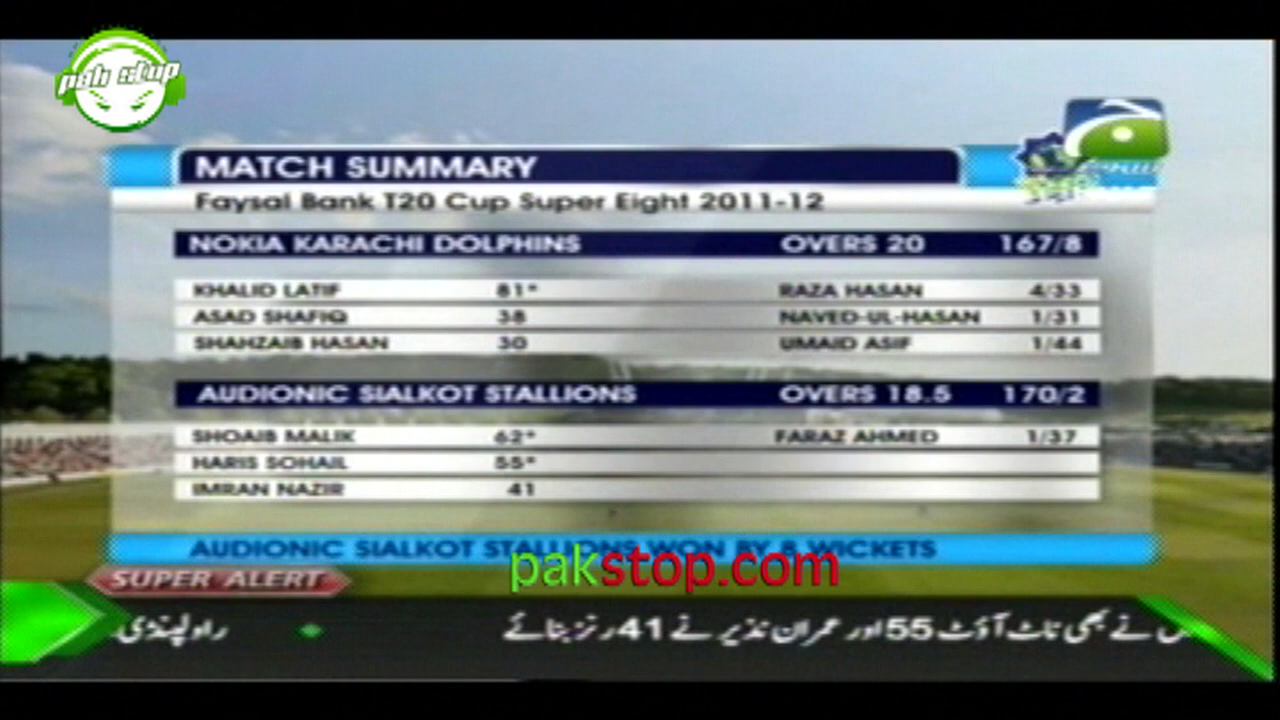 pak stop
MATCH SUMMARY
Faysal Bank T20 Cup Super Eight 2011-12
NOKIA KARACHI DOLPHINS OVERS 20 167/8
KHALID LATIF 81* RAZA HASAN 4/33
ASAD SHAFIQ 38 NAVED-UL-HASAN 1/31
SHAHZAIB HASAN 30 UMAID ASIF 1/44
AUDIONIC SIALKOT STALLIONS OVERS 18.5 170/2
SHOAIB MALIK 62* FARAZ AHMED 1/37
HARIS SOHAIL 55*
IMRAN NAZIR 41
AUDIONIC SIALKOT STALLIONS WON BY 8 WICKETS
pakstop.com
SUPER ALERT
نے بھی ناٹ آؤٹ 55 اور عمران نذیر نے 41 رنز بنائے راولپنڈی